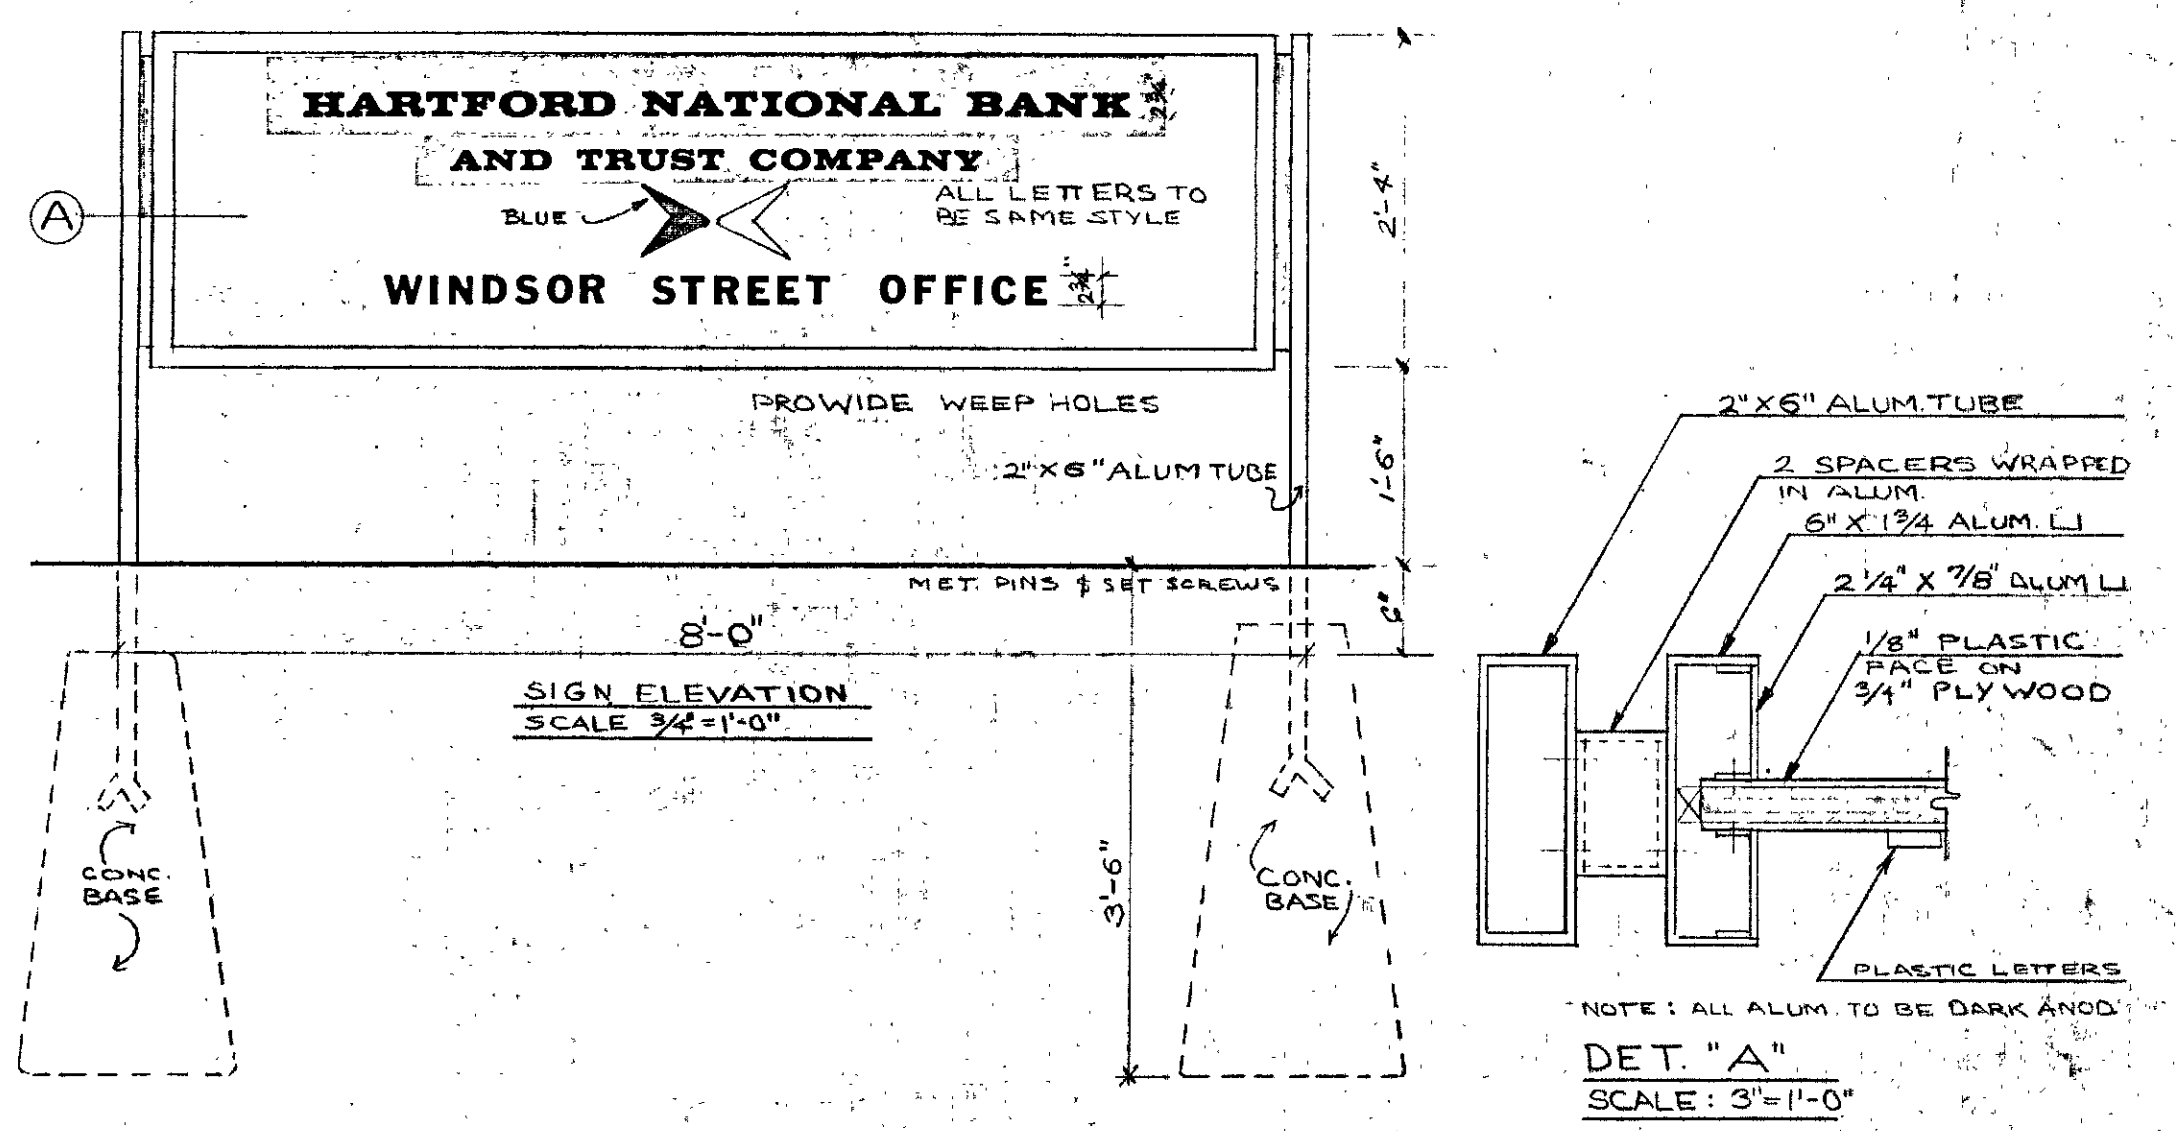 HARTFORD NATIONAL BANK 2¾"
AND TRUST COMPANY
ALL LETTERS TO
BE SAME STYLE
BLUE
A
WINDSOR STREET OFFICE 2¾"
2'-4"
PROVIDE WEEP HOLES
2"X6" ALUM TUBE
1'-6"
MET. PINS & SET SCREWS
6"
8'-0"
SIGN ELEVATION
SCALE 3/4"=1'-0"
3'-6"
CONC.
BASE
CONC.
BASE
2"X6" ALUM. TUBE
2 SPACERS WRAPPED
IN ALUM.
6" X 1 3/4 ALUM. ⊔
2 1/4" X 7/8" ALUM ⊔
1/8" PLASTIC
FACE ON
3/4" PLYWOOD
PLASTIC LETTERS
NOTE: ALL ALUM. TO BE DARK ANOD
DET. "A"
SCALE: 3"=1'-0"